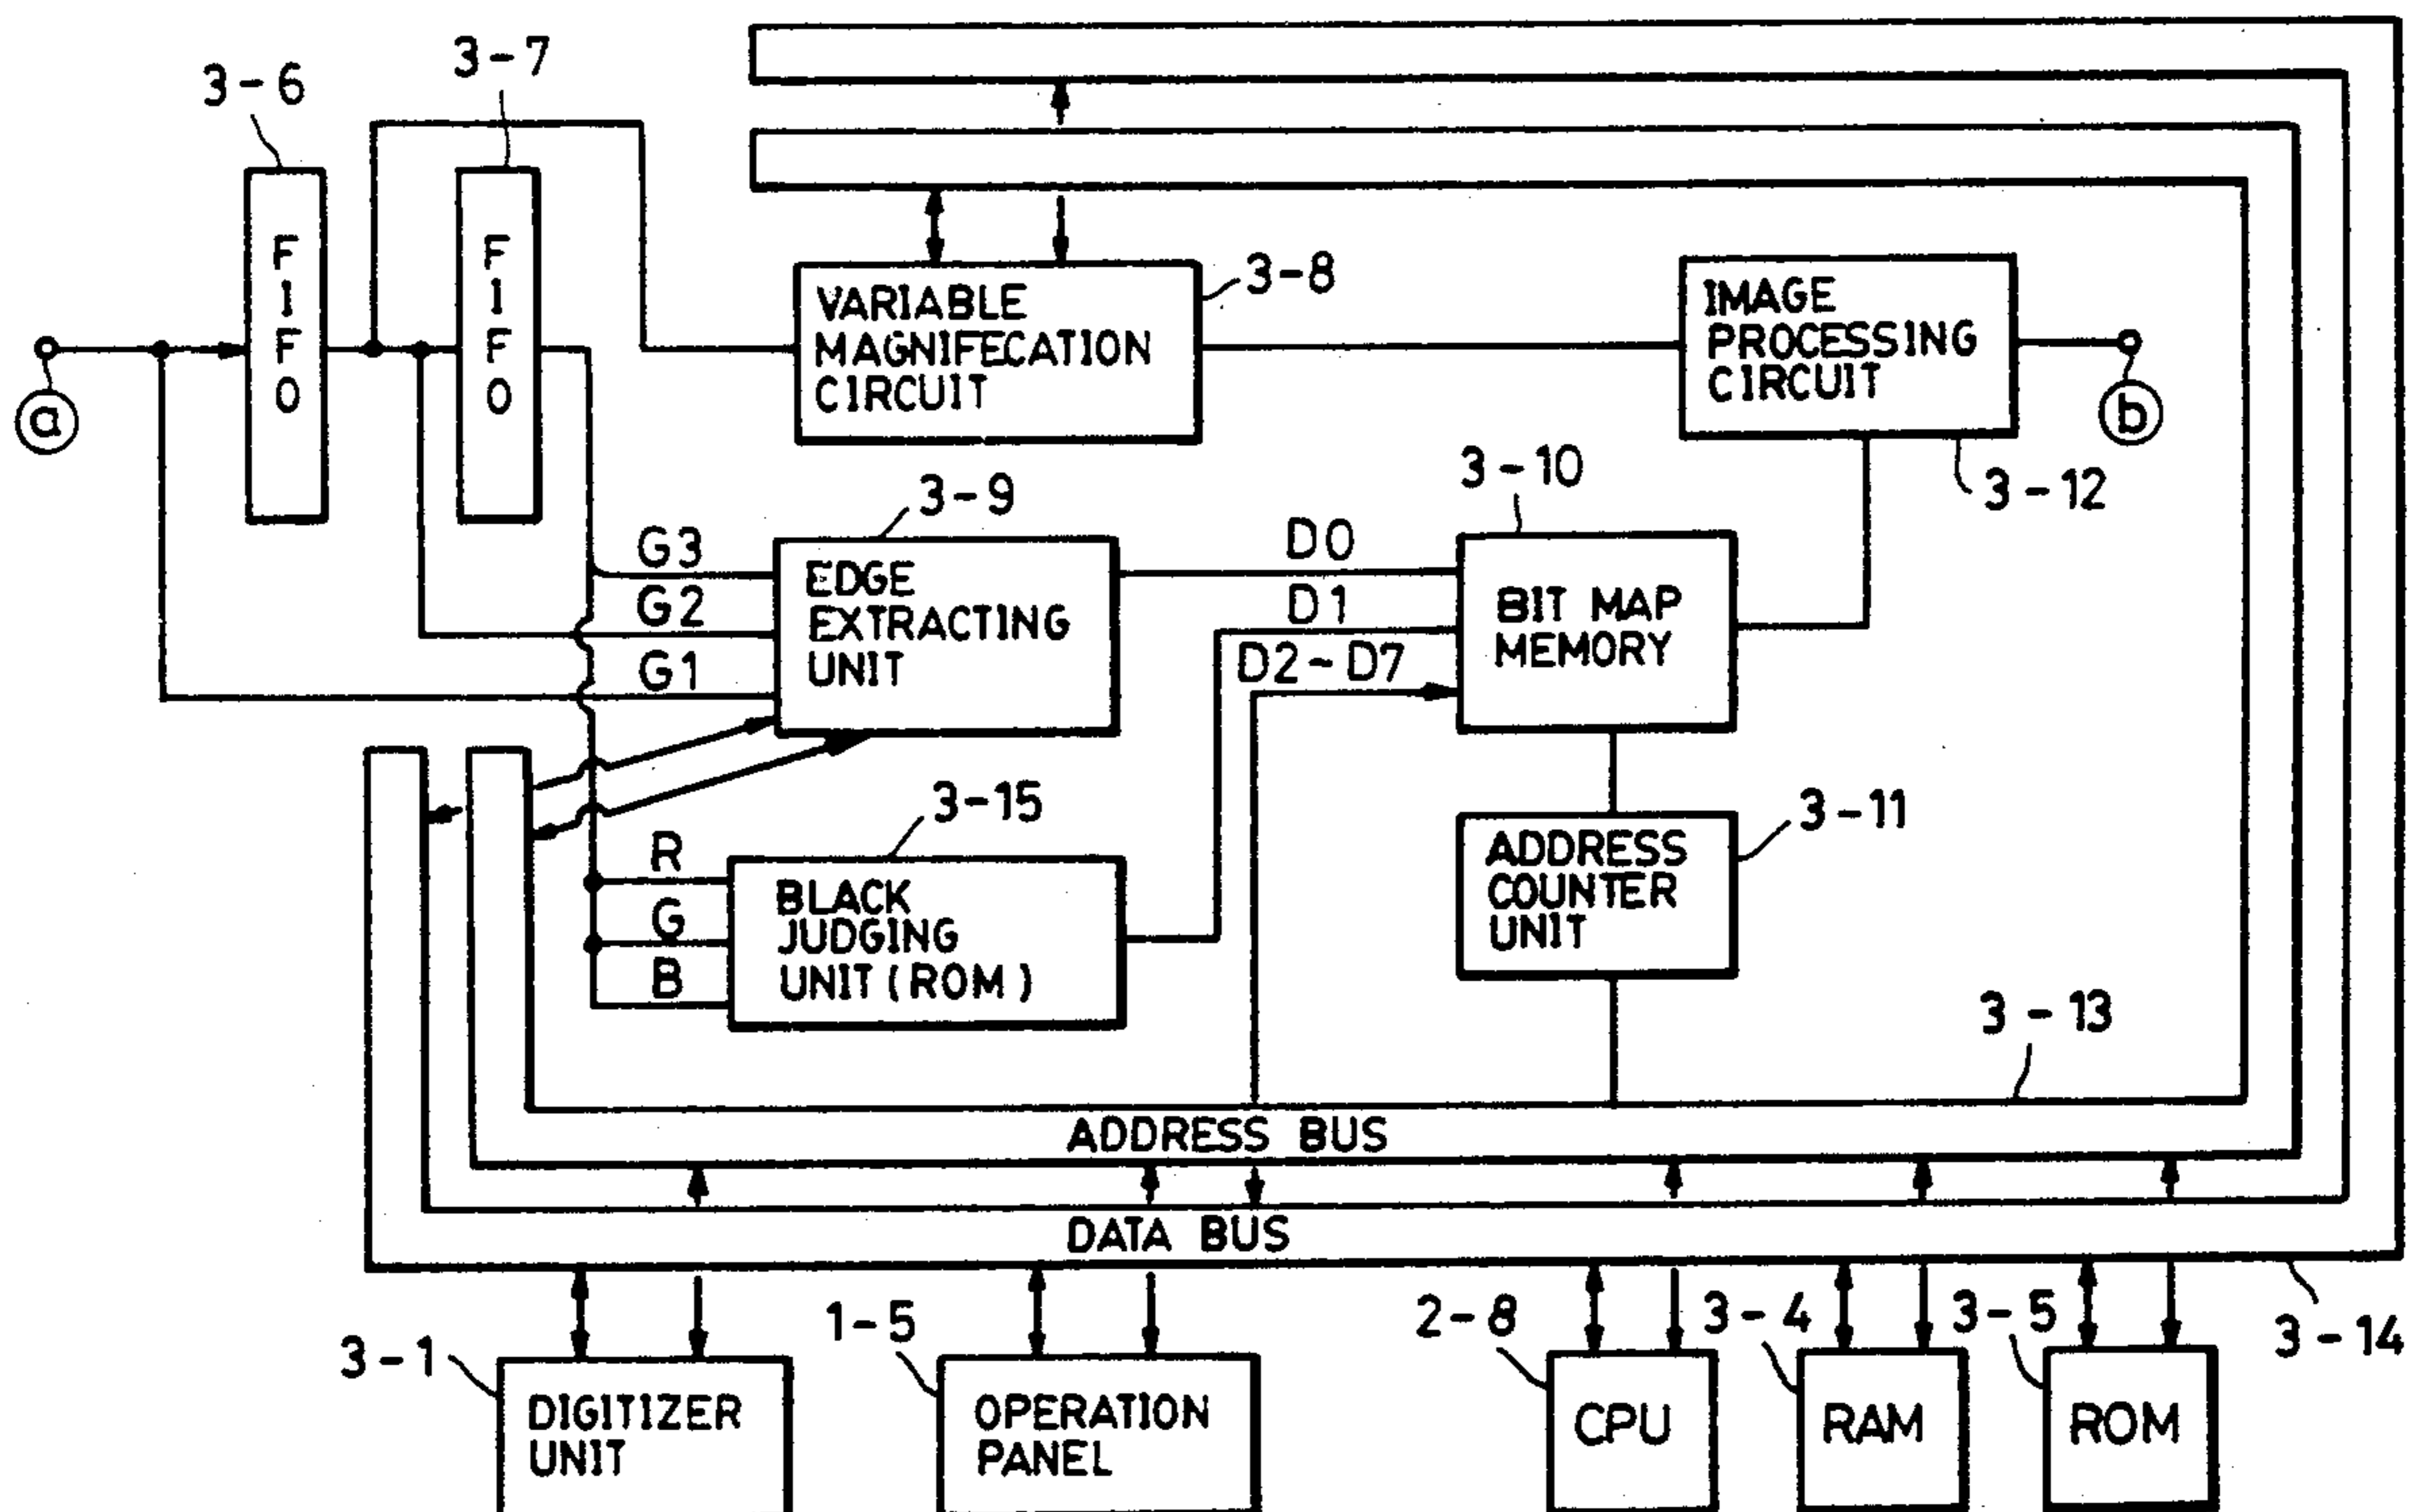 3-6
3-7
FIFO
FIFO
a
VARIABLE
MAGNIFECATION
CIRCUIT
3-8
IMAGE
PROCESSING
CIRCUIT
3-12
b
3-9
3-10
G3
G2
G1
EDGE
EXTRACTING
UNIT
D0
D1
D2~D7
BIT MAP
MEMORY
3-15
3-11
R
G
B
BLACK
JUDGING
UNIT (ROM)
ADDRESS
COUNTER
UNIT
3-13
ADDRESS BUS
DATA BUS
3-14
3-1
DIGITIZER
UNIT
1-5
OPERATION
PANEL
2-8
CPU
3-4
RAM
3-5
ROM